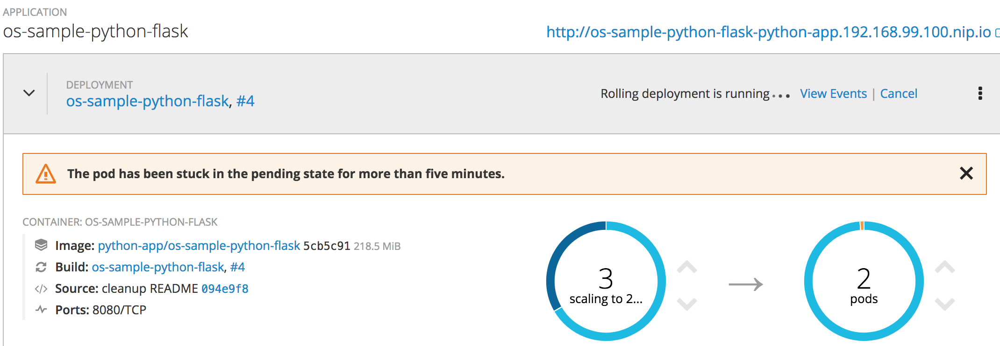 APPLICATION
os-sample-python-flask
http://os-sample-python-flask-python-app.192.168.99.100.nip.io
DEPLOYMENT
os-sample-python-flask, #4
Rolling deployment is running... View Events | Cancel
The pod has been stuck in the pending state for more than five minutes.
CONTAINER: OS-SAMPLE-PYTHON-FLASK
Image: python-app/os-sample-python-flask 5cb5c91 218.5 MiB
Build: os-sample-python-flask, #4
Source: cleanup README 094e9f8
Ports: 8080/TCP
3
scaling to 2...
2
pods